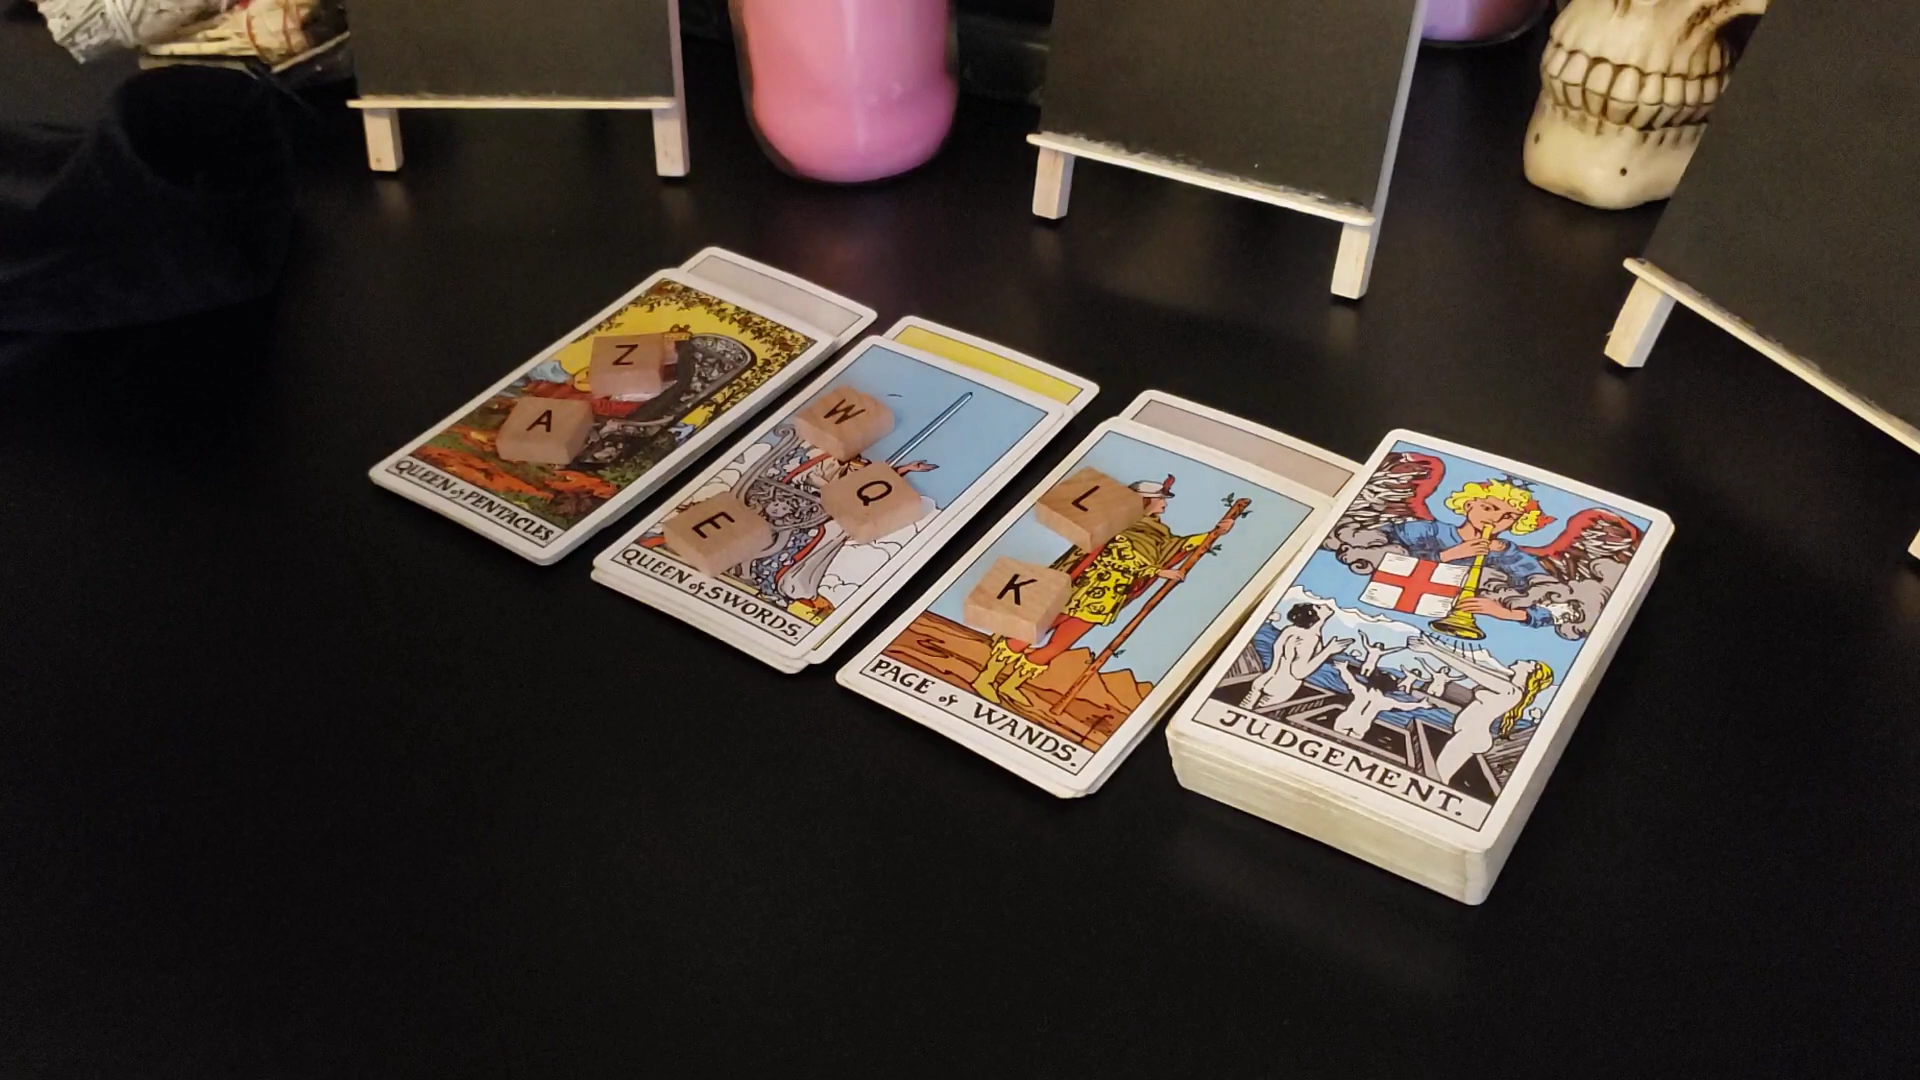 Z
A
QUEEN of PENTACLES
W
Q
E
QUEEN of SWORDS.
L
K
PAGE of WANDS.
JUDGEMENT.